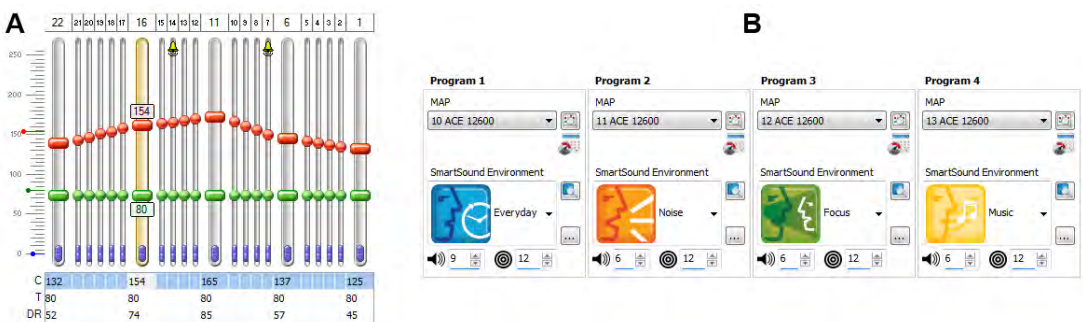 A
22 21 20 19 18 17 16 15 14 13 12 11 10 9 8 7 6 5 4 3 2 1
250
200
154
150
100
80
50
0
C 132 154 165 137 125
T 80 80 80 80 80
DR 52 74 85 57 45
B
Program 1 Program 2 Program 3 Program 4
MAP MAP MAP MAP
10 ACE 12600 11 ACE 12600 12 ACE 12600 13 ACE 12600
SmartSound Environment SmartSound Environment SmartSound Environment SmartSound Environment
Everyday Noise Focus Music
... ... ... ...
9 12 6 12 6 12 6 12